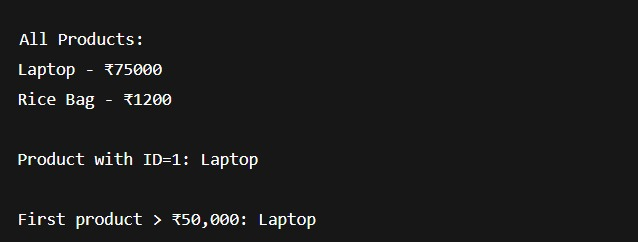 All Products:
Laptop - ₹75000
Rice Bag - ₹1200
Product with ID=1: Laptop
First product > ₹50,000: Laptop